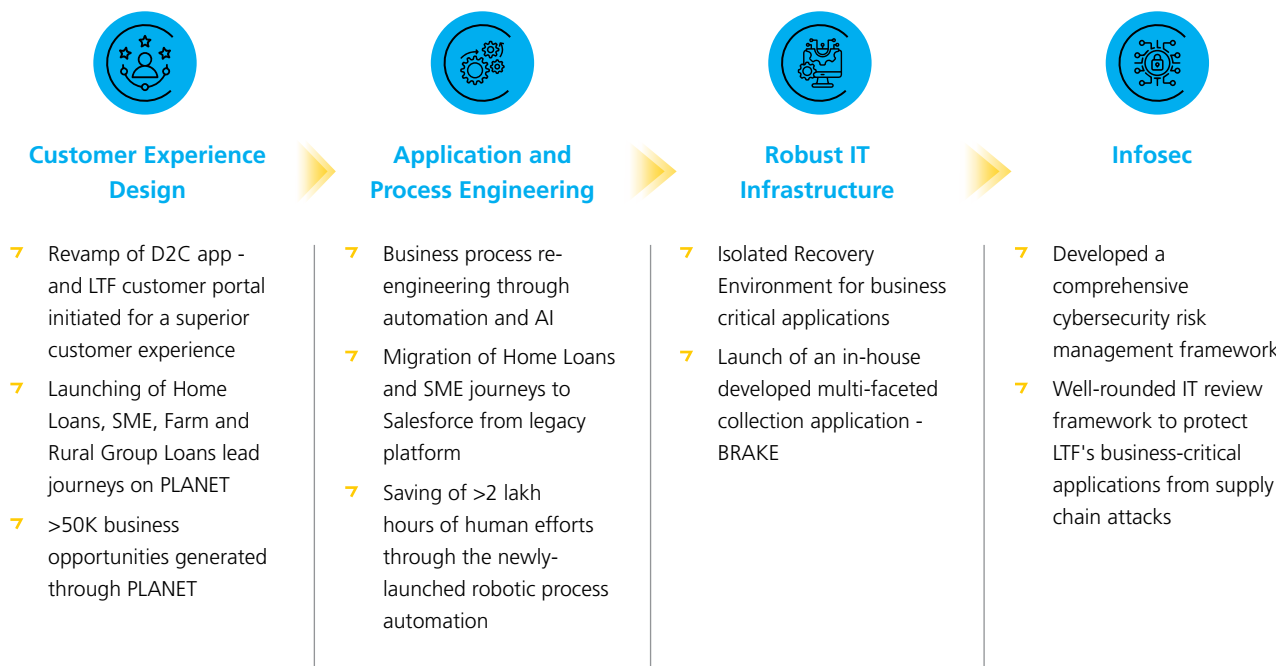 Customer Experience
Design
Revamp of D2C app -
and LTF customer portal
initiated for a superior
customer experience
Launching of Home
Loans, SME, Farm and
Rural Group Loans lead
journeys on PLANET
>50K business
opportunities generated
through PLANET
Application and
Process Engineering
Business process re-
engineering through
automation and AI
Migration of Home Loans
and SME journeys to
Salesforce from legacy
platform
Saving of >2 lakh
hours of human efforts
through the newly-
launched robotic process
automation
Robust IT
Infrastructure
Isolated Recovery
Environment for business
critical applications
Launch of an in-house
developed multi-faceted
collection application -
BRAKE
Infosec
Developed a
comprehensive
cybersecurity risk
management framework
Well-rounded IT review
framework to protect
LTF's business-critical
applications from supply
chain attacks